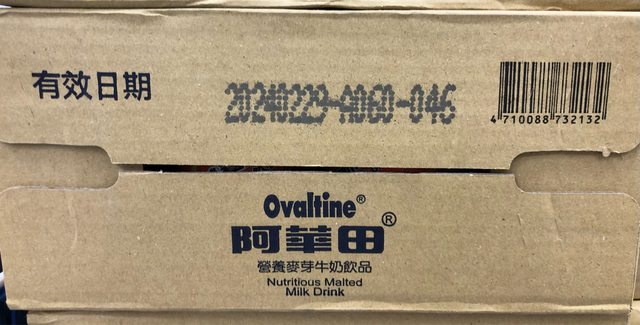 有效日期
20240229-A060-046
4 710088 732132
Ovaltine®
阿華田®
營養麥芽牛奶飲品
Nutritious Malted
Milk Drink